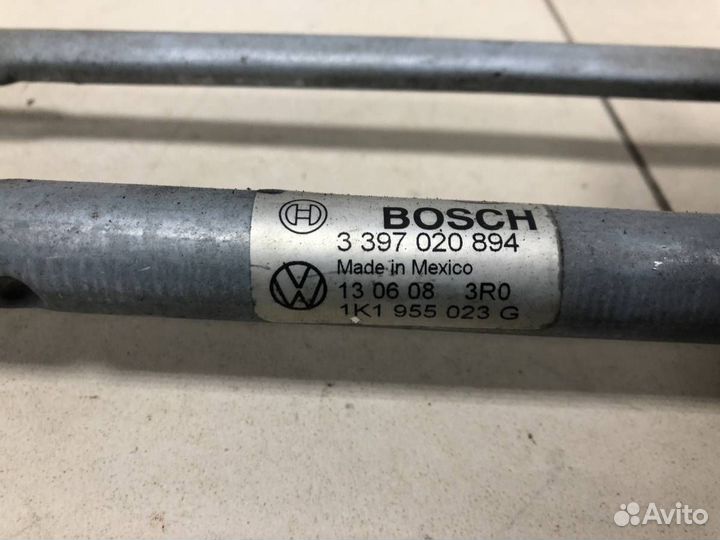 BOSCH
3 397 020 894
Made in Mexico
13 06 08 3R0
1K1 955 023 G
Avito